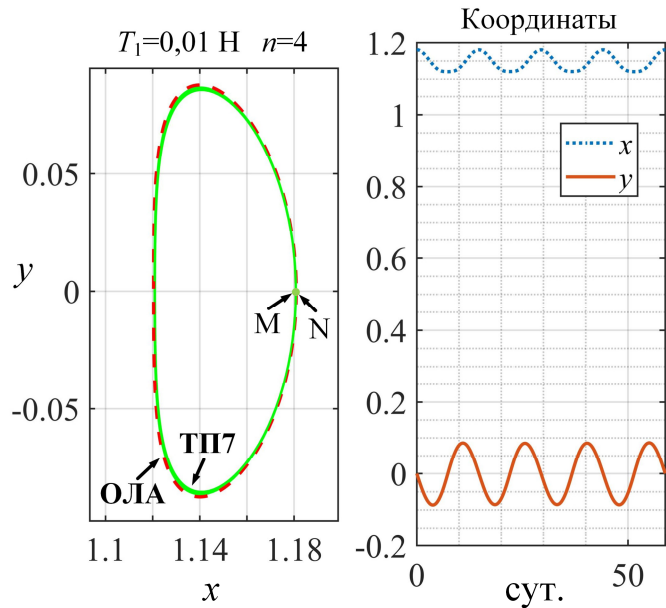 T₁=0,01 Н n=4
y
0.05
0
-0.05
M
N
ТП7
ОЛА
1.1
1.14
1.18
x
Координаты
1.2
1
0.8
0.6
0.4
0.2
0
-0.2
x
y
0
50
сут.